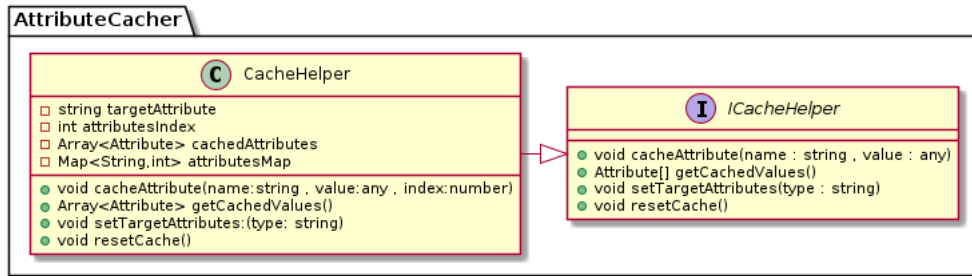 AttributeCacher
C CacheHelper
string targetAttribute
int attributesIndex
Array<Attribute> cachedAttributes
Map<String,int> attributesMap
void cacheAttribute(name:string , value:any , index:number)
Array<Attribute> getCachedValues()
void setTargetAttributes:(type: string)
void resetCache()
I ICacheHelper
void cacheAttribute(name : string , value : any)
Attribute[] getCachedValues()
void setTargetAttributes(type : string)
void resetCache()